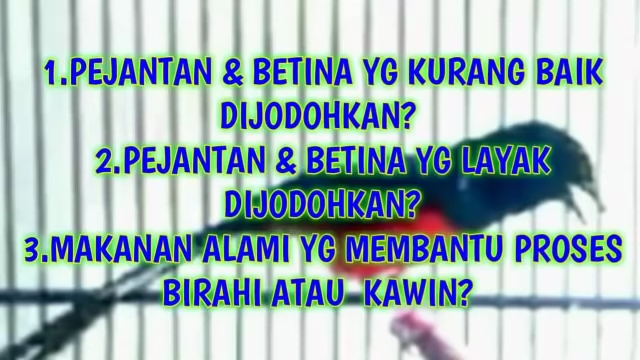 1.PEJANTAN & BETINA YG KURANG BAIK
DIJODOHKAN?
2.PEJANTAN & BETINA YG LAYAK
DIJODOHKAN?
3.MAKANAN ALAMI YG MEMBANTU PROSES
BIRAHI ATAU KAWIN?